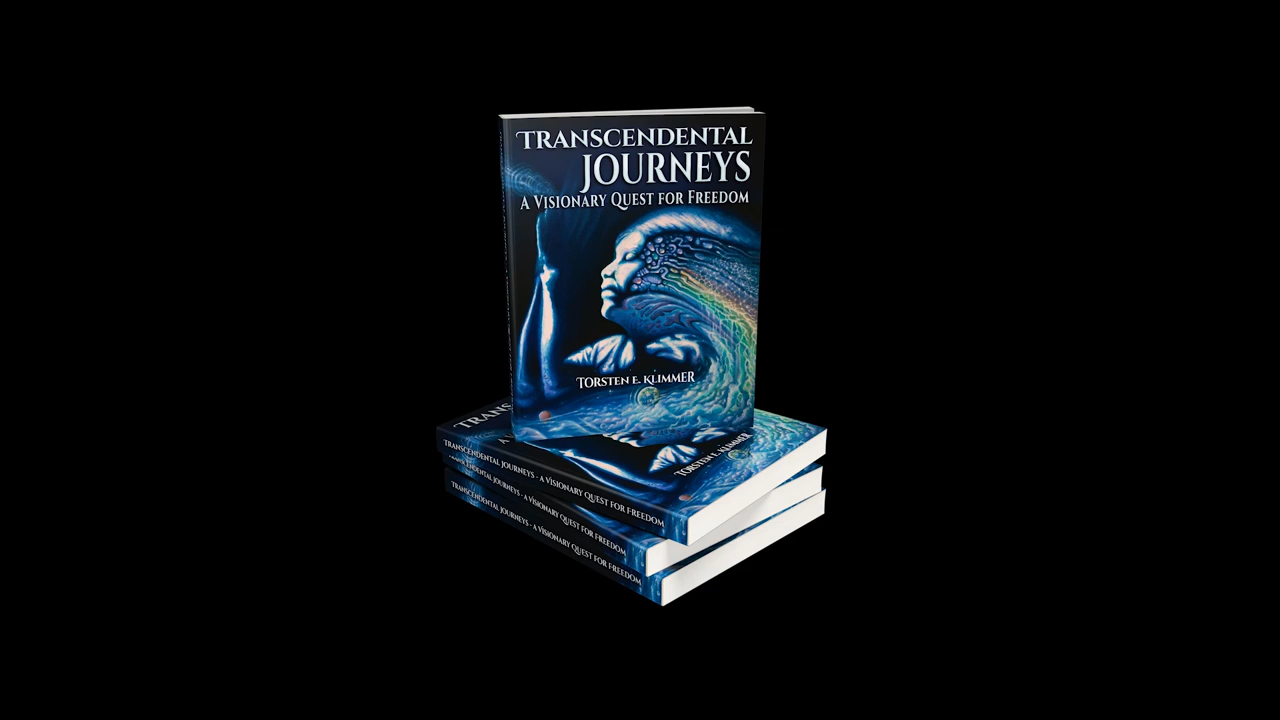 TRANSCENDENTAL
JOURNEYS
A VISIONARY QUEST FOR FREEDOM
TORSTEN E. KLIMMER
TRANS
A V
TORSTEN E. KLIMMER
TRANSCENDENTAL JOURNEYS - A VISIONARY QUEST FOR FREEDOM
TRANSCENDENTAL JOURNEYS - A VISIONARY QUEST FOR FREEDOM
TRANSCENDENTAL JOURNEYS - A VISIONARY QUEST FOR FREEDOM